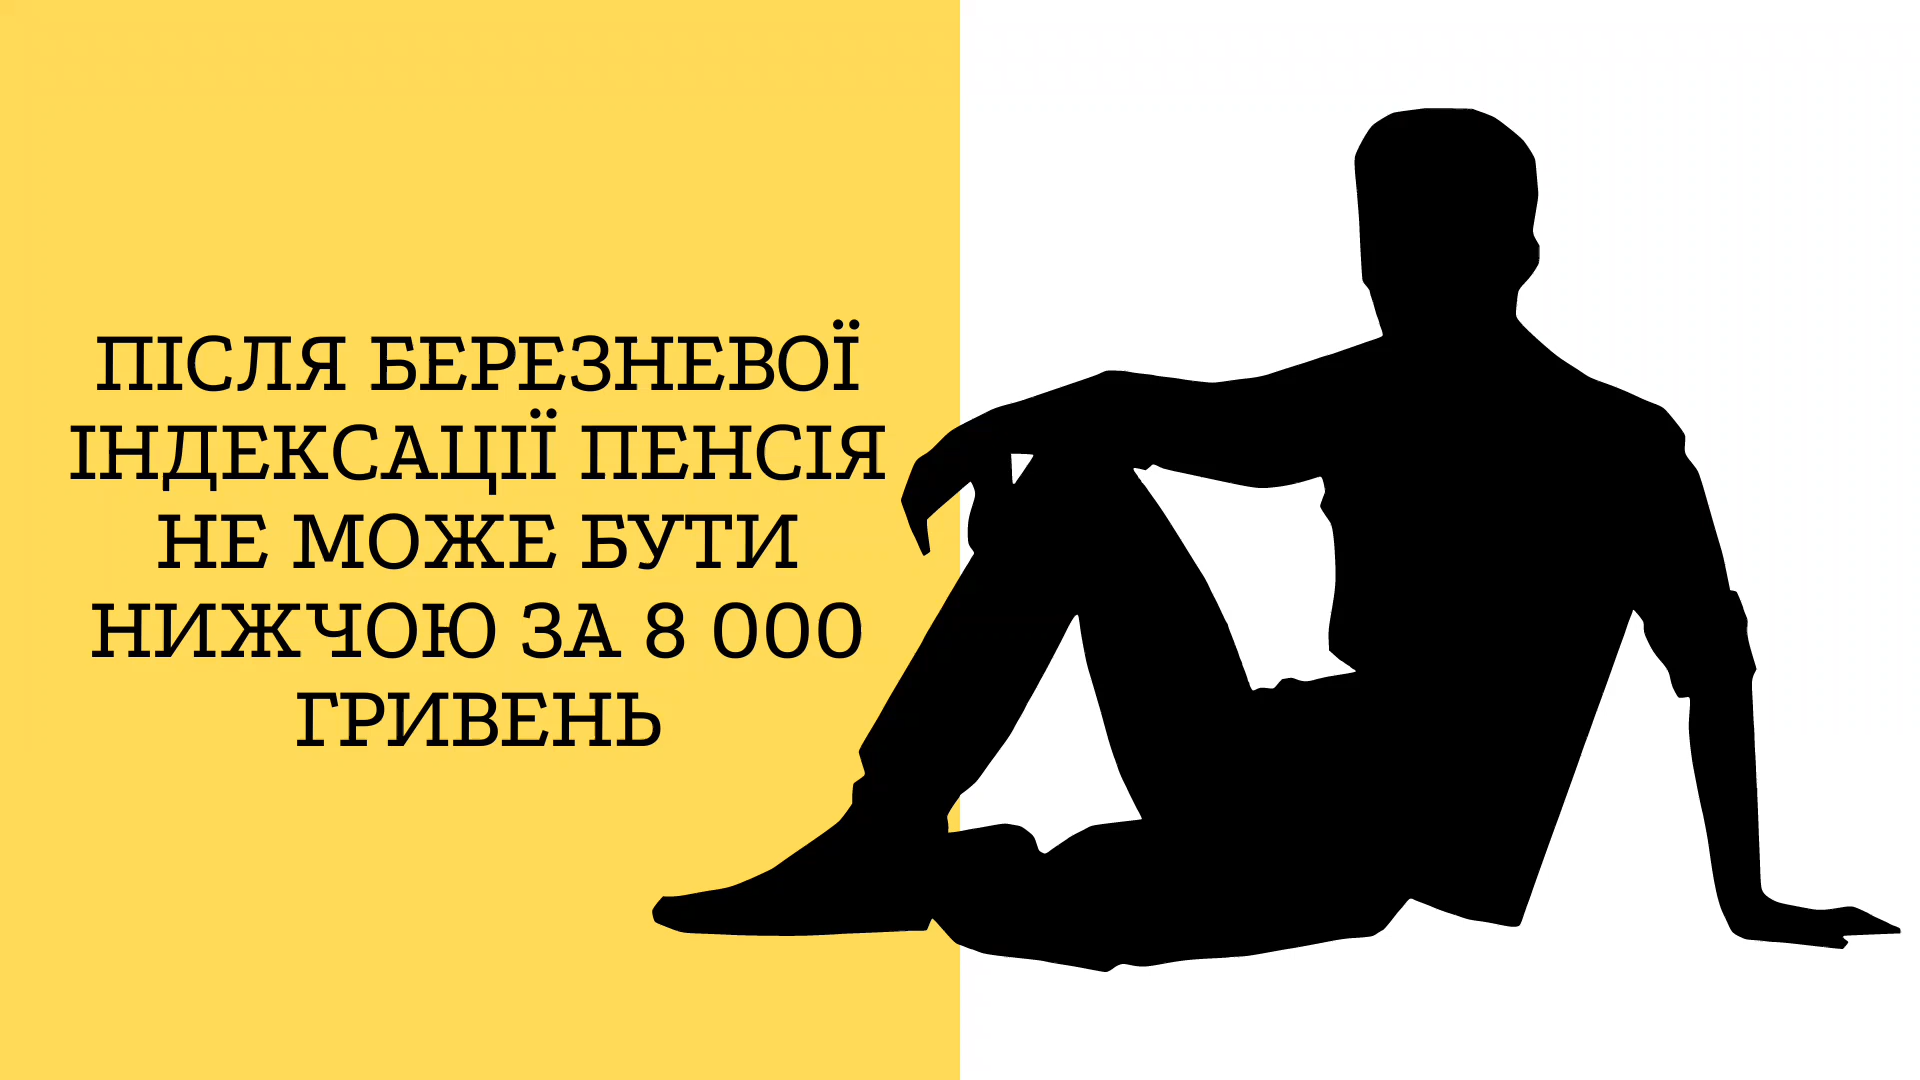 ПІСЛЯ БЕРЕЗНЕВОЇ
ІНДЕКСАЦІЇ ПЕНСІЯ
НЕ МОЖЕ БУТИ
НИЖЧОЮ ЗА 8 000
ГРИВЕНЬ